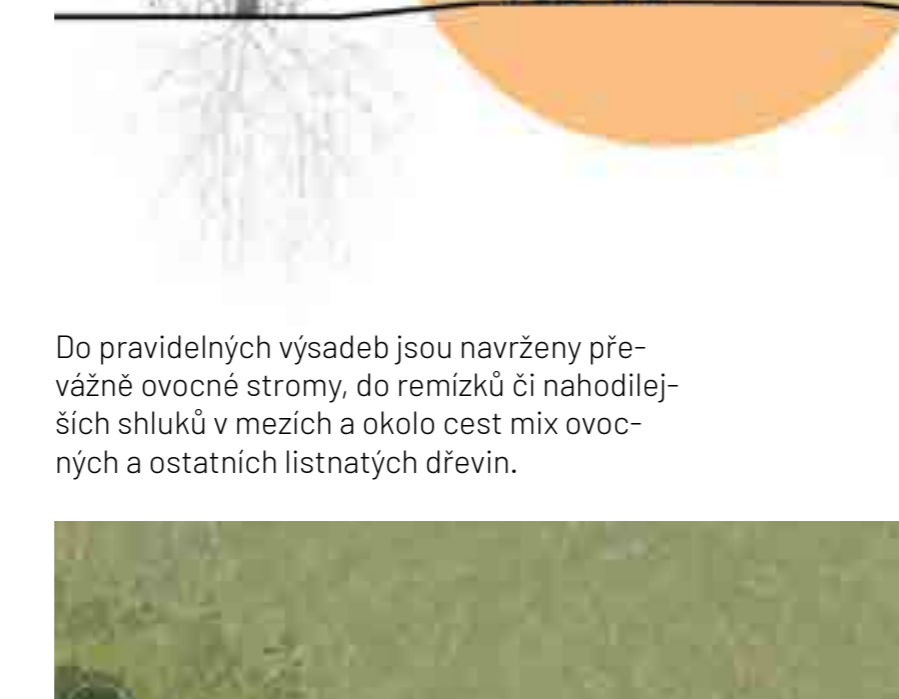 Do pravidelných výsadeb jsou navrženy pře-
vážně ovocné stromy, do remízků či nahodilej-
ších shluků v mezích a okolo cest mix ovoc-
ných a ostatních listnatých dřevin.